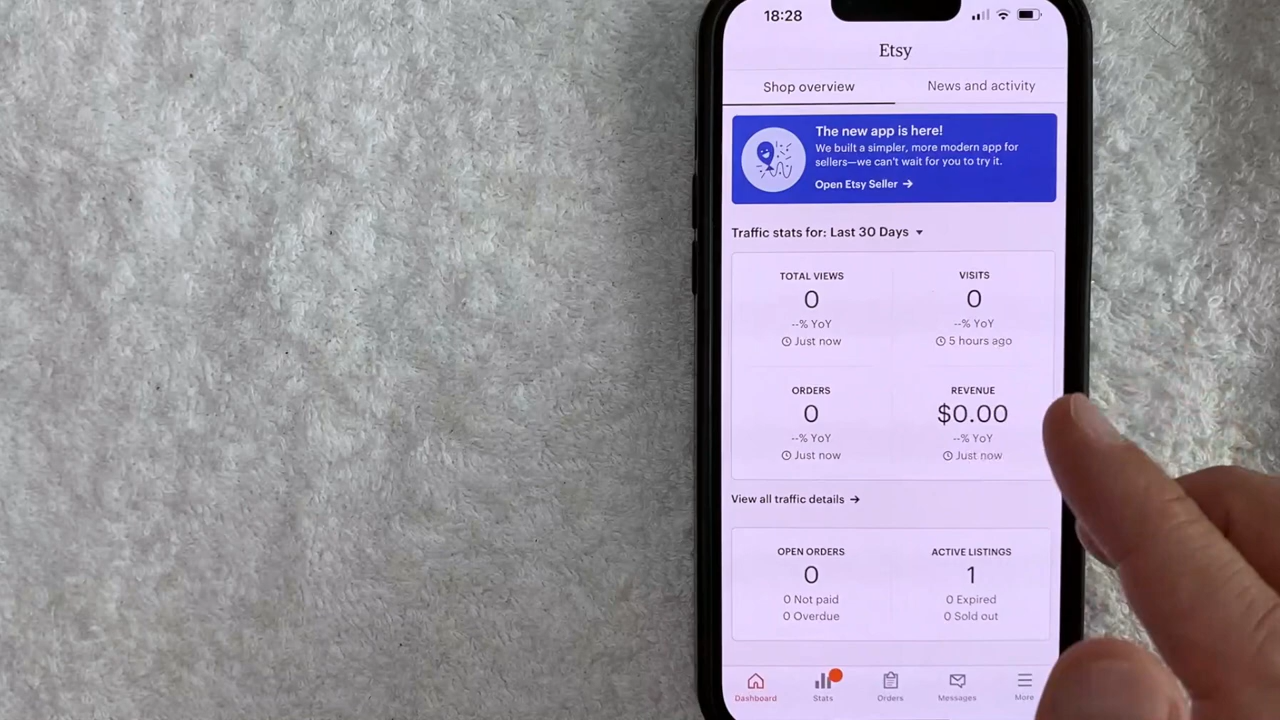 18:28
Etsy
Shop overview
News and activity
The new app is here!
We built a simpler, more modern app for
sellers—we can't wait for you to try it.
Open Etsy Seller →
Traffic stats for: Last 30 Days
TOTAL VIEWS
0
--% YoY
Just now
VISITS
0
--% YoY
5 hours ago
ORDERS
0
--% YoY
Just now
REVENUE
$0.00
--% YoY
Just now
View all traffic details →
OPEN ORDERS
0
0 Not paid
0 Overdue
ACTIVE LISTINGS
1
0 Expired
0 Sold out
Dashboard
Stats
Orders
Messages
More